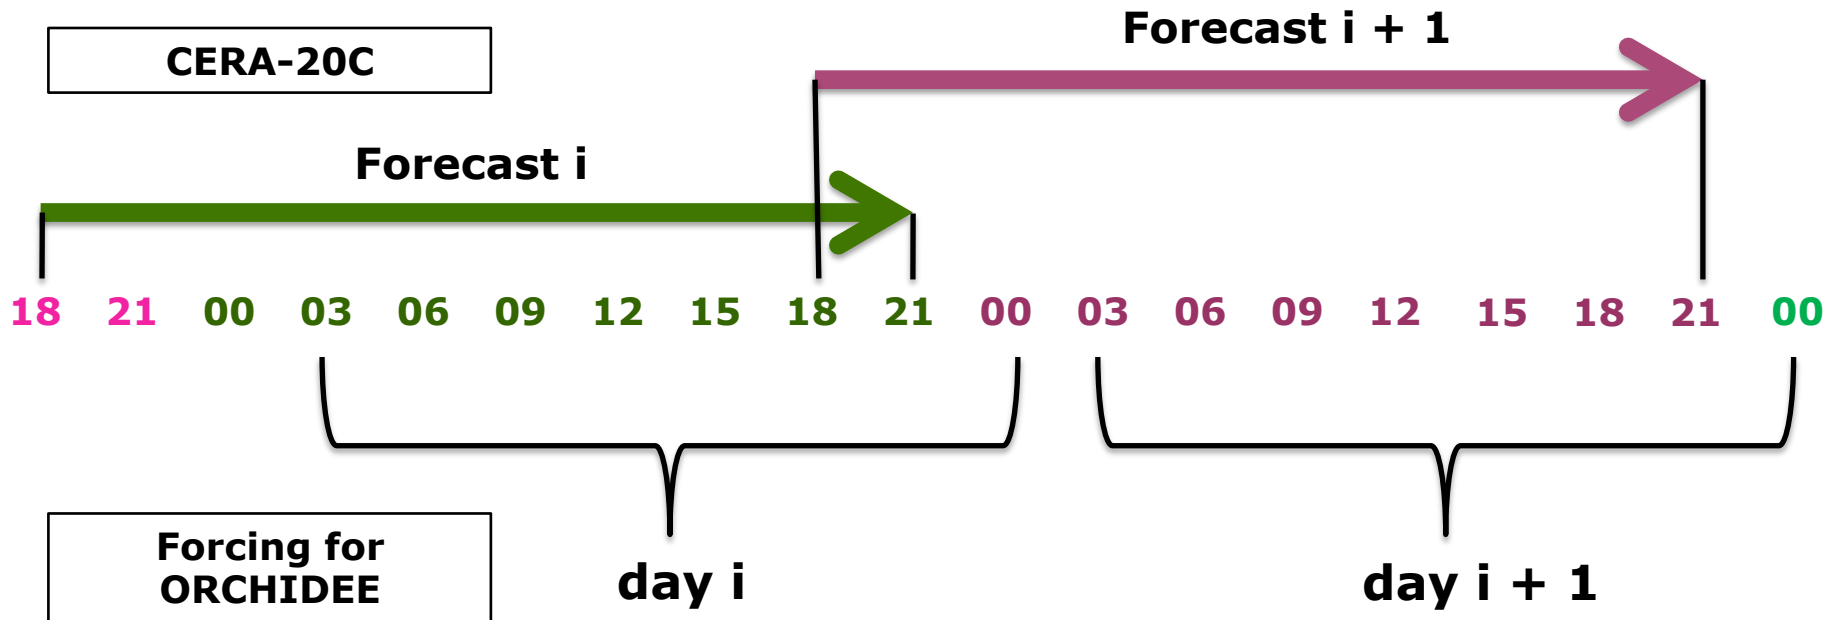 CERA-20C
Forecast i + 1
Forecast i
18 21 00 03 06 09 12 15 18 21 00 03 06 09 12 15 18 21 00
Forcing for
ORCHIDEE
day i
day i + 1